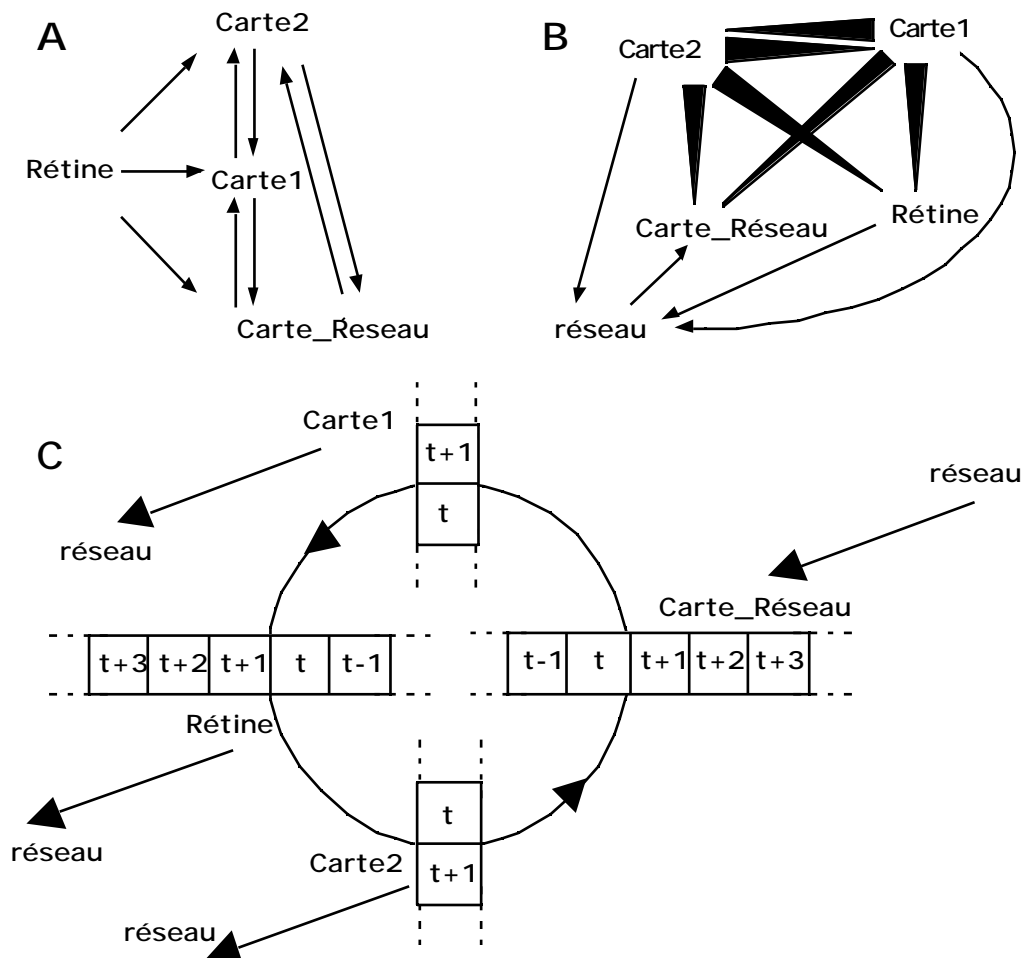 A
Carte2
Rétine
Carte1
Carte_Reseau
B
Carte2
Carte1
Carte_Réseau
Rétine
réseau
C
Carte1
réseau
t+1
t
réseau
Carte_Réseau
t+3 t+2 t+1 t t-1
t-1 t t+1 t+2 t+3
Rétine
réseau
t
t+1
Carte2
réseau